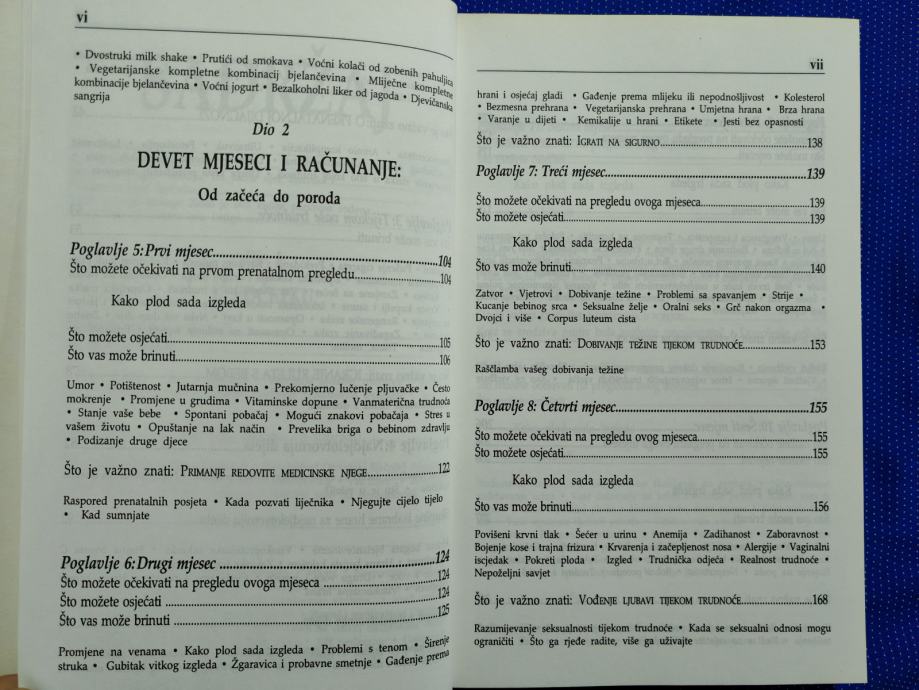 vi
• Dvostruki milk shake • Prutići od smokava • Voćni kolači od zobenih pahuljica
• Vegetarijanske kompletne kombinacij bjelančevina • Mliječne kompletne
kombinacije bjelančevina • Voćni jogurt • Bezalkoholni liker od jagoda • Djevičanska
sangrija
Dio 2
DEVET MJESECI I RAČUNANJE:
Od začeća do poroda
Poglavlje 5: Prvi mjesec....104
Što možete očekivati na prvom prenatalnom pregledu....104
Kako plod sada izgleda
Što možete osjećati....105
Što vas može brinuti....106
Umor • Potištenost • Jutarnja mučnina • Prekomjerno lučenje pljuvačke • Često
mokrenje • Promjene u grudima • Vitaminske dopune • Vanmaterična trudnoća
• Stanje vaše bebe • Spontani pobačaj • Mogući znakovi pobačaja • Stres u
vašem životu • Opuštanje na lak način • Prevelika briga o bebinom zdravlju
• Podizanje druge djece
Što je važno znati: PRIMANJE REDOVITE MEDICINSKE NJEGE....122
Raspored prenatalnih posjeta • Kada pozvati liječnika • Njegujte cijelo tijelo
• Kad sumnjate
Poglavlje 6: Drugi mjesec ....124
Što možete očekivati na pregledu ovoga mjeseca ....124
Što možete osjećati ....124
Što vas može brinuti ....125
Promjene na venama • Kako plod sada izgleda • Problemi s tenom • Širenje
struka • Gubitak vitkog izgleda • Žgaravica i probavne smetnje • Gađenje prema
vii
hrani i osjećaj gladi • Gađenje prema mlijeku ili nepodnošljivost • Kolesterol
• Bezmesna prehrana • Vegetarijanska prehrana • Umjetna hrana • Brza hrana
• Varanje u dijeti • Kemikalije u hrani • Etikete • Jesti bez opasnosti
Što je važno znati: IGRATI NA SIGURNO....138
Poglavlje 7: Treći mjesec....139
Što možete očekivati na pregledu ovoga mjeseca....139
Što možete osjećati....139
Kako plod sada izgleda
Što vas može brinuti....140
Zatvor • Vjetrovi • Dobivanje težine • Problemi sa spavanjem • Strije •
Kucanje bebinog srca • Seksualne želje • Oralni seks • Grč nakon orgazma •
Dvojci i više • Corpus luteum cista
Što je važno znati: DOBIVANJE TEŽINE TIJEKOM TRUDNOĆE....153
Raščlamba vašeg dobivanja težine
Poglavlje 8: Četvrti mjesec....155
Što možete očekivati na pregledu ovog mjeseca....155
Što možete osjećati....155
Kako plod sada izgleda
Što vas može brinuti....156
Povišeni krvni tlak • Šećer u urinu • Anemija • Zadihanost • Zaboravnost •
Bojenje kose i trajna frizura • Krvarenja i začepljenost nosa • Alergije • Vaginalni
iscjedak • Pokreti ploda • Izgled • Trudnička odjeća • Realnost trudnoće •
Nepoželjni savjet
Što je važno znati: VOĐENJE LJUBAVI TIJEKOM TRUDNOĆE....168
Razumijevanje seksualnosti tijekom trudnoće • Kada se seksualni odnosi mogu
ograničiti • Što ga rjeđe radite, više ga uživajte